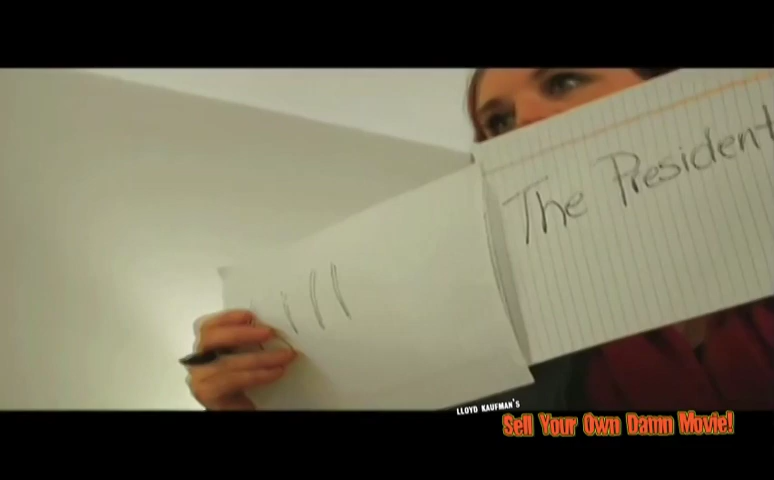 ill
The President
LLOYD KAUFMAN'S
Sell Your Own Damn Movie!